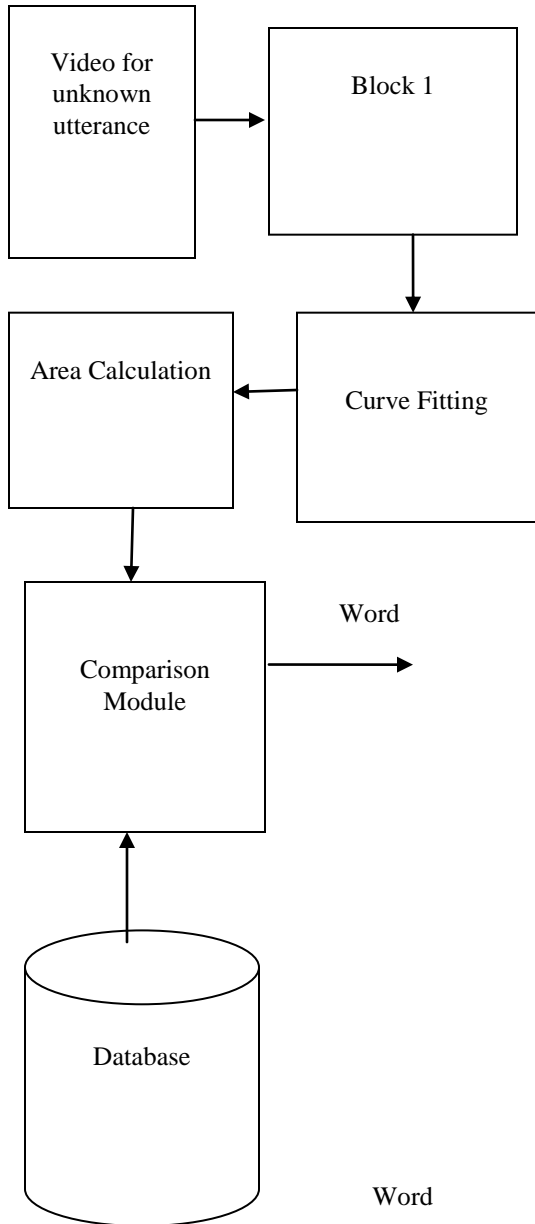 Video for
unknown
utterance
Block 1
Area Calculation
Curve Fitting
Word
Comparison
Module
Database
Word